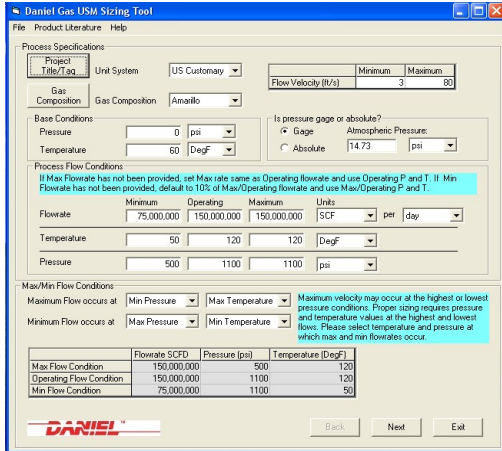 Daniel Gas USM Sizing Tool
File Product Literature Help
Process Specifications
Project Title/Tag
Unit System US Customary
Minimum Maximum
Flow Velocity (ft/s) 3 80
Gas Composition
Gas Composition Amarillo
Base Conditions
Pressure 0 psi
Temperature 60 DegF
Is pressure gage or absolute?
Gage Atmospheric Pressure:
Absolute 14.73 psi
Process Flow Conditions
If Max Flowrate has not been provided, set Max rate same as Operating flowrate and use Operating P and T. If Min
Flowrate has not been provided, default to 10% of Max/Operating flowrate and use Max/Operating P and T.
Minimum Operating Maximum Units
Flowrate 75,000,000 150,000,000 150,000,000 SCF per day
Temperature 50 120 120 DegF
Pressure 500 1100 1100 psi
Max/Min Flow Conditions
Maximum Flow occurs at Min Pressure Max Temperature
Minimum Flow occurs at Max Pressure Min Temperature
Maximum velocity may occur at the highest or lowest
pressure conditions. Proper sizing requires pressure
and temperature values at the highest and lowest
flows. Please select temperature and pressure at
which max and min flowrates occur.
Flowrate SCFD Pressure (psi) Temperature (DegF)
Max Flow Condition 150,000,000 500 120
Operating Flow Condition 150,000,000 1100 120
Min Flow Condition 75,000,000 1100 50
DANIEL™
Back Next Exit